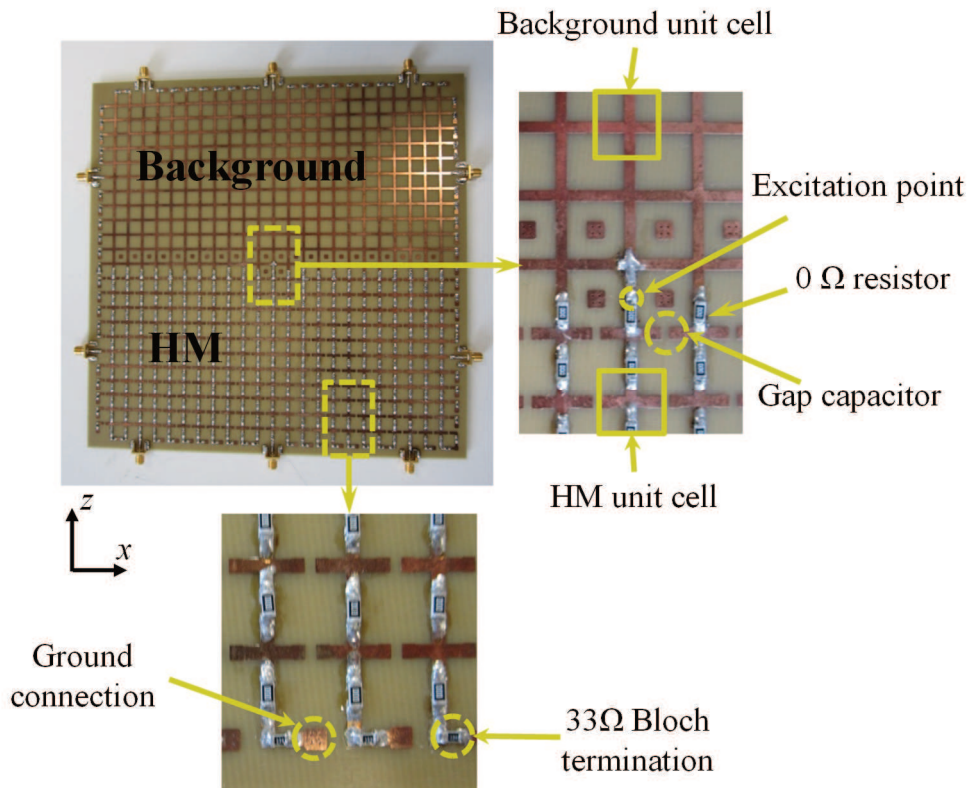 Background unit cell
Background
Excitation point
0 Ω resistor
HM
Gap capacitor
HM unit cell
z
x
Ground
connection
33Ω Bloch
termination